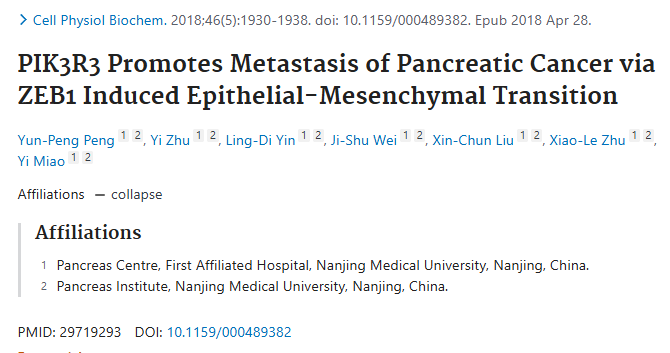 Cell Physiol Biochem. 2018;46(5):1930-1938. doi: 10.1159/000489382. Epub 2018 Apr 28.
PIK3R3 Promotes Metastasis of Pancreatic Cancer via
ZEB1 Induced Epithelial-Mesenchymal Transition
Yun-Peng Peng 1 2, Yi Zhu 1 2, Ling-Di Yin 1 2, Ji-Shu Wei 1 2, Xin-Chun Liu 1 2, Xiao-Le Zhu 1 2,
Yi Miao 1 2
Affiliations — collapse
Affiliations
1 Pancreas Centre, First Affiliated Hospital, Nanjing Medical University, Nanjing, China.
2 Pancreas Institute, Nanjing Medical University, Nanjing, China.
PMID: 29719293 DOI: 10.1159/000489382